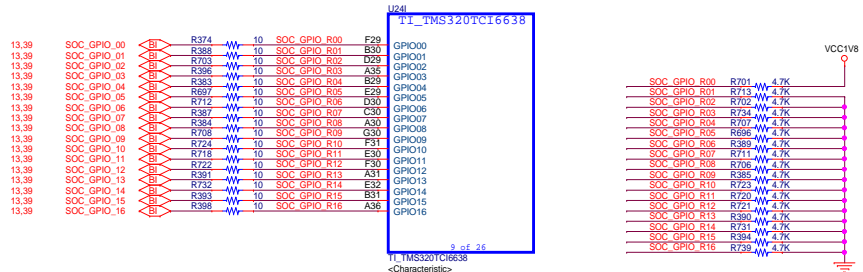 U24I
TI_TMS320TCI6638
13,39 SOC_GPIO_00 BI R374 10 SOC_GPIO_R00 F29 GPIO00
13,39 SOC_GPIO_01 BI R388 10 SOC_GPIO_R01 B30 GPIO01
13,39 SOC_GPIO_02 BI R703 10 SOC_GPIO_R02 D29 GPIO02
13,39 SOC_GPIO_03 BI R396 10 SOC_GPIO_R03 A35 GPIO03
13,39 SOC_GPIO_04 BI R383 10 SOC_GPIO_R04 B29 GPIO04
13,39 SOC_GPIO_05 BI R697 10 SOC_GPIO_R05 E29 GPIO05
13,39 SOC_GPIO_06 BI R712 10 SOC_GPIO_R06 D30 GPIO06
13,39 SOC_GPIO_07 BI R387 10 SOC_GPIO_R07 C30 GPIO07
13,39 SOC_GPIO_08 BI R384 10 SOC_GPIO_R08 A30 GPIO08
13,39 SOC_GPIO_09 BI R708 10 SOC_GPIO_R09 G30 GPIO09
13,39 SOC_GPIO_10 BI R724 10 SOC_GPIO_R10 F31 GPIO10
13,39 SOC_GPIO_11 BI R718 10 SOC_GPIO_R11 E30 GPIO11
13,39 SOC_GPIO_12 BI R722 10 SOC_GPIO_R12 F30 GPIO12
13,39 SOC_GPIO_13 BI R391 10 SOC_GPIO_R13 A31 GPIO13
13,39 SOC_GPIO_14 BI R732 10 SOC_GPIO_R14 E32 GPIO14
13,39 SOC_GPIO_15 BI R393 10 SOC_GPIO_R15 B31 GPIO15
13,39 SOC_GPIO_16 BI R398 10 SOC_GPIO_R16 A36 GPIO16
9 of 26
TI_TMS320TCI6638
<Characteristic>
VCC1V8
SOC_GPIO_R00 R701 4.7K
SOC_GPIO_R01 R713 4.7K
SOC_GPIO_R02 R702 4.7K
SOC_GPIO_R03 R734 4.7K
SOC_GPIO_R04 R707 4.7K
SOC_GPIO_R05 R696 4.7K
SOC_GPIO_R06 R389 4.7K
SOC_GPIO_R07 R711 4.7K
SOC_GPIO_R08 R706 4.7K
SOC_GPIO_R09 R385 4.7K
SOC_GPIO_R10 R723 4.7K
SOC_GPIO_R11 R720 4.7K
SOC_GPIO_R12 R721 4.7K
SOC_GPIO_R13 R390 4.7K
SOC_GPIO_R14 R731 4.7K
SOC_GPIO_R15 R394 4.7K
SOC_GPIO_R16 R739 4.7K